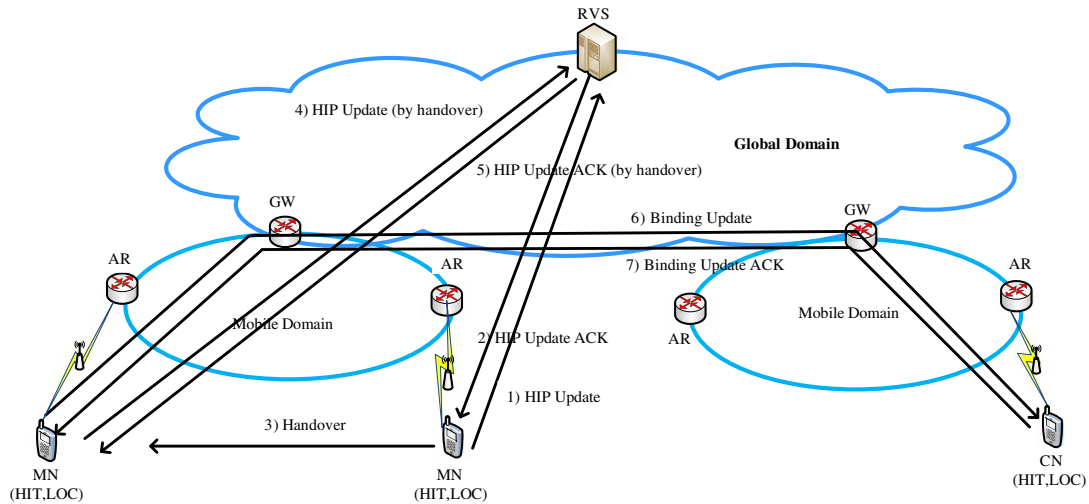 RVS
4) HIP Update (by handover)
Global Domain
5) HIP Update ACK (by handover)
GW
6) Binding Update
GW
AR
AR
7) Binding Update ACK
AR
Mobile Domain
2) HIP Update ACK
AR
Mobile Domain
1) HIP Update
3) Handover
MN
(HIT,LOC)
MN
(HIT,LOC)
CN
(HIT,LOC)